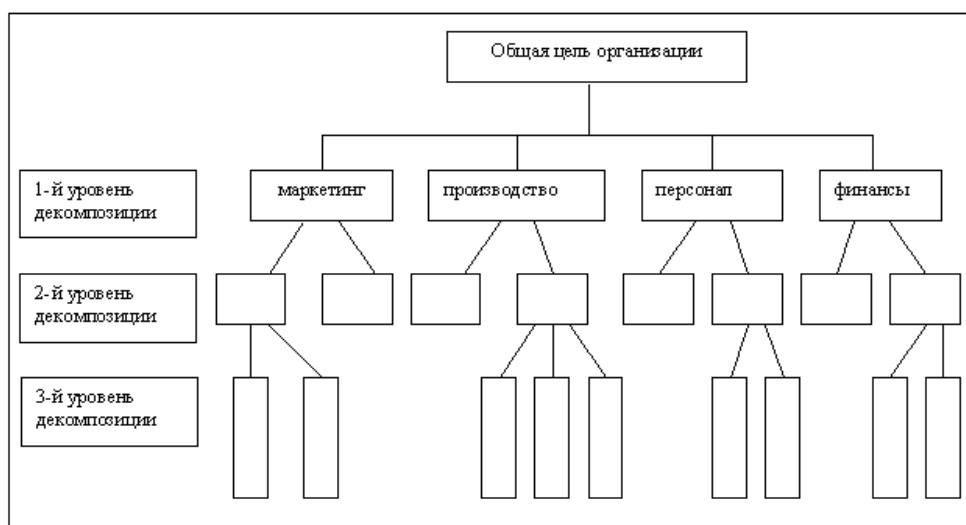 Общая цель организации
1-й уровень
декомпозиции
маркетинг
производство
персонал
финансы
2-й уровень
декомпозиции
3-й уровень
декомпозиции